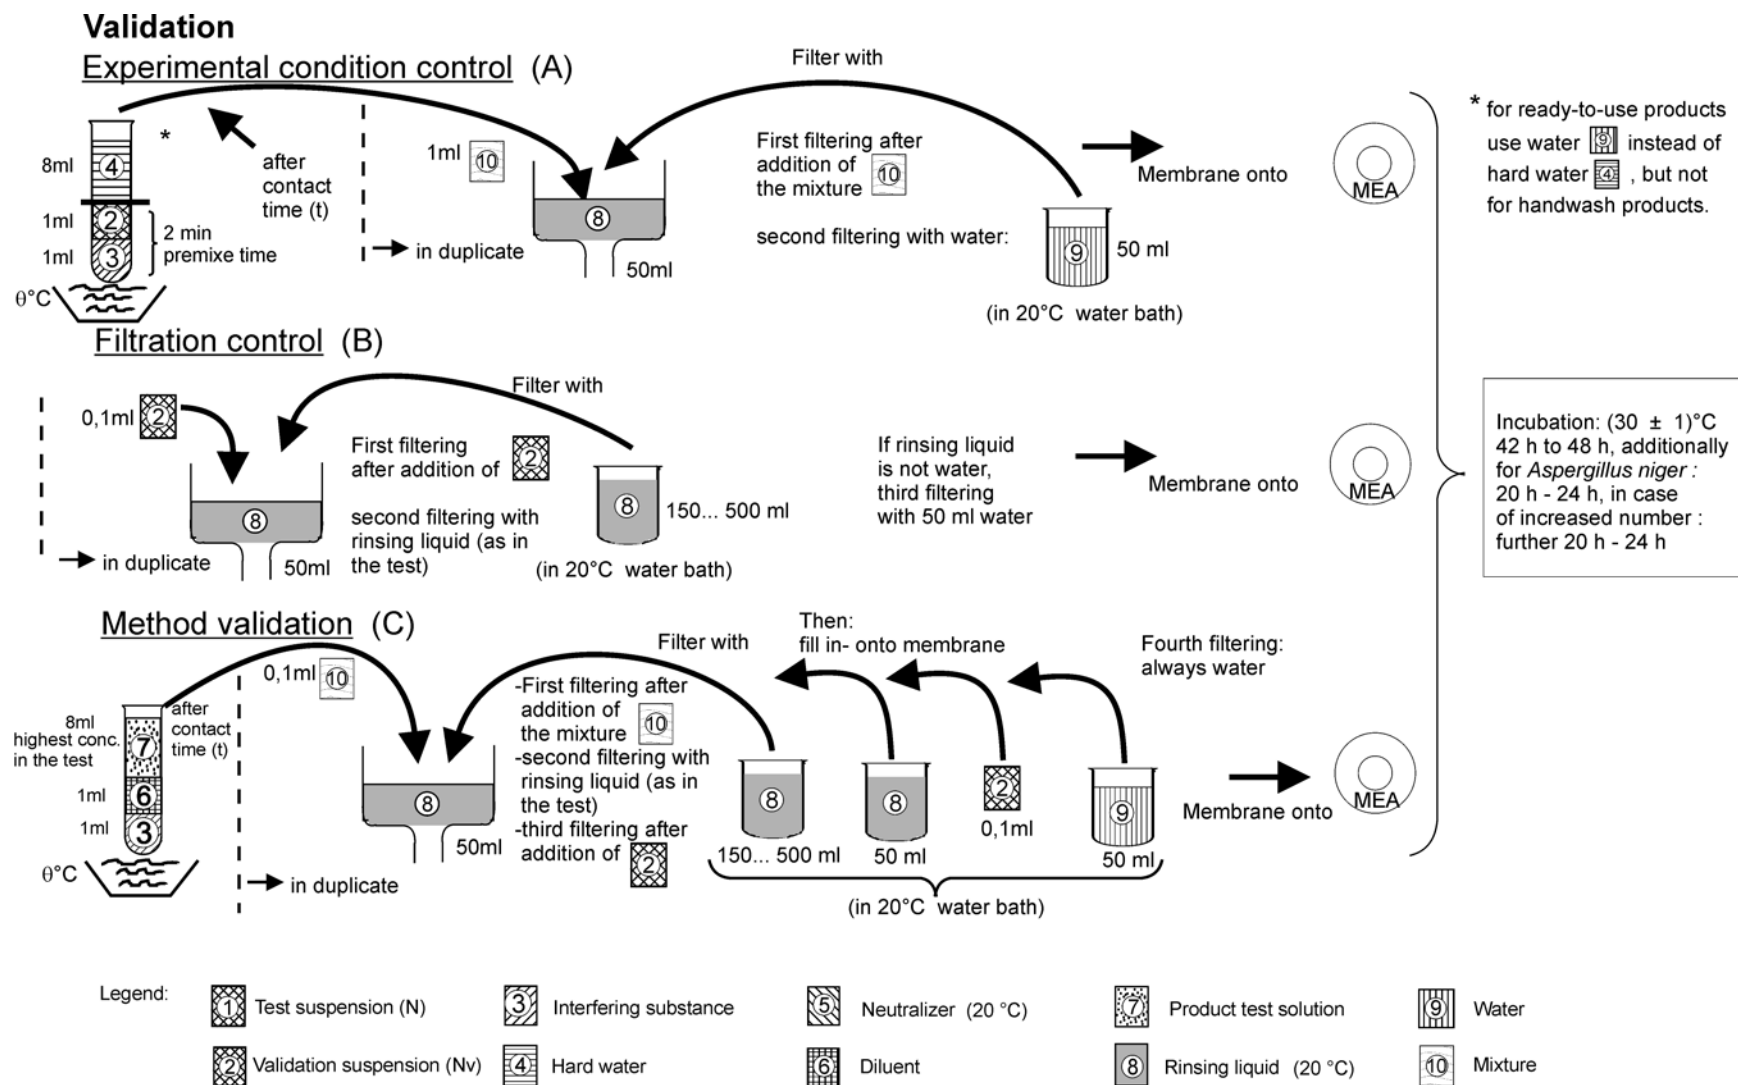 Validation
Experimental condition control (A)
Filter with
*
8ml
4
after
contact
time (t)
1ml
2
1ml
3
2 min
premixe time
θ°C
1ml
10
in duplicate
8
50ml
First filtering after
addition of
the mixture
10
second filtering with water:
9
50 ml
(in 20°C water bath)
Membrane onto
MEA
* for ready-to-use products
use water 9 instead of
hard water 4 , but not
for handwash products.
Filtration control (B)
0,1ml
2
in duplicate
8
50ml
Filter with
First filtering
after addition of
2
second filtering with
rinsing liquid (as in
the test)
8
150... 500 ml
(in 20°C water bath)
If rinsing liquid
is not water,
third filtering
with 50 ml water
Membrane onto
MEA
Incubation: (30 ± 1)°C
42 h to 48 h, additionally
for Aspergillus niger :
20 h - 24 h, in case
of increased number :
further 20 h - 24 h
Method validation (C)
0,1ml
10
8ml
highest conc.
in the test
7
after
contact
time (t)
1ml
6
1ml
3
θ°C
in duplicate
8
50ml
Filter with
-First filtering after
addition of
the mixture
10
-second filtering with
rinsing liquid (as in
the test)
-third filtering after
addition of
2
Then:
fill in- onto membrane
Fourth filtering:
always water
8
150... 500 ml
8
50 ml
2
0,1ml
9
50 ml
(in 20°C water bath)
Membrane onto
MEA
Legend:
1 Test suspension (N)
3 Interfering substance
5 Neutralizer (20 °C)
7 Product test solution
9 Water
2 Validation suspension (Nv)
4 Hard water
6 Diluent
8 Rinsing liquid (20 °C)
10 Mixture